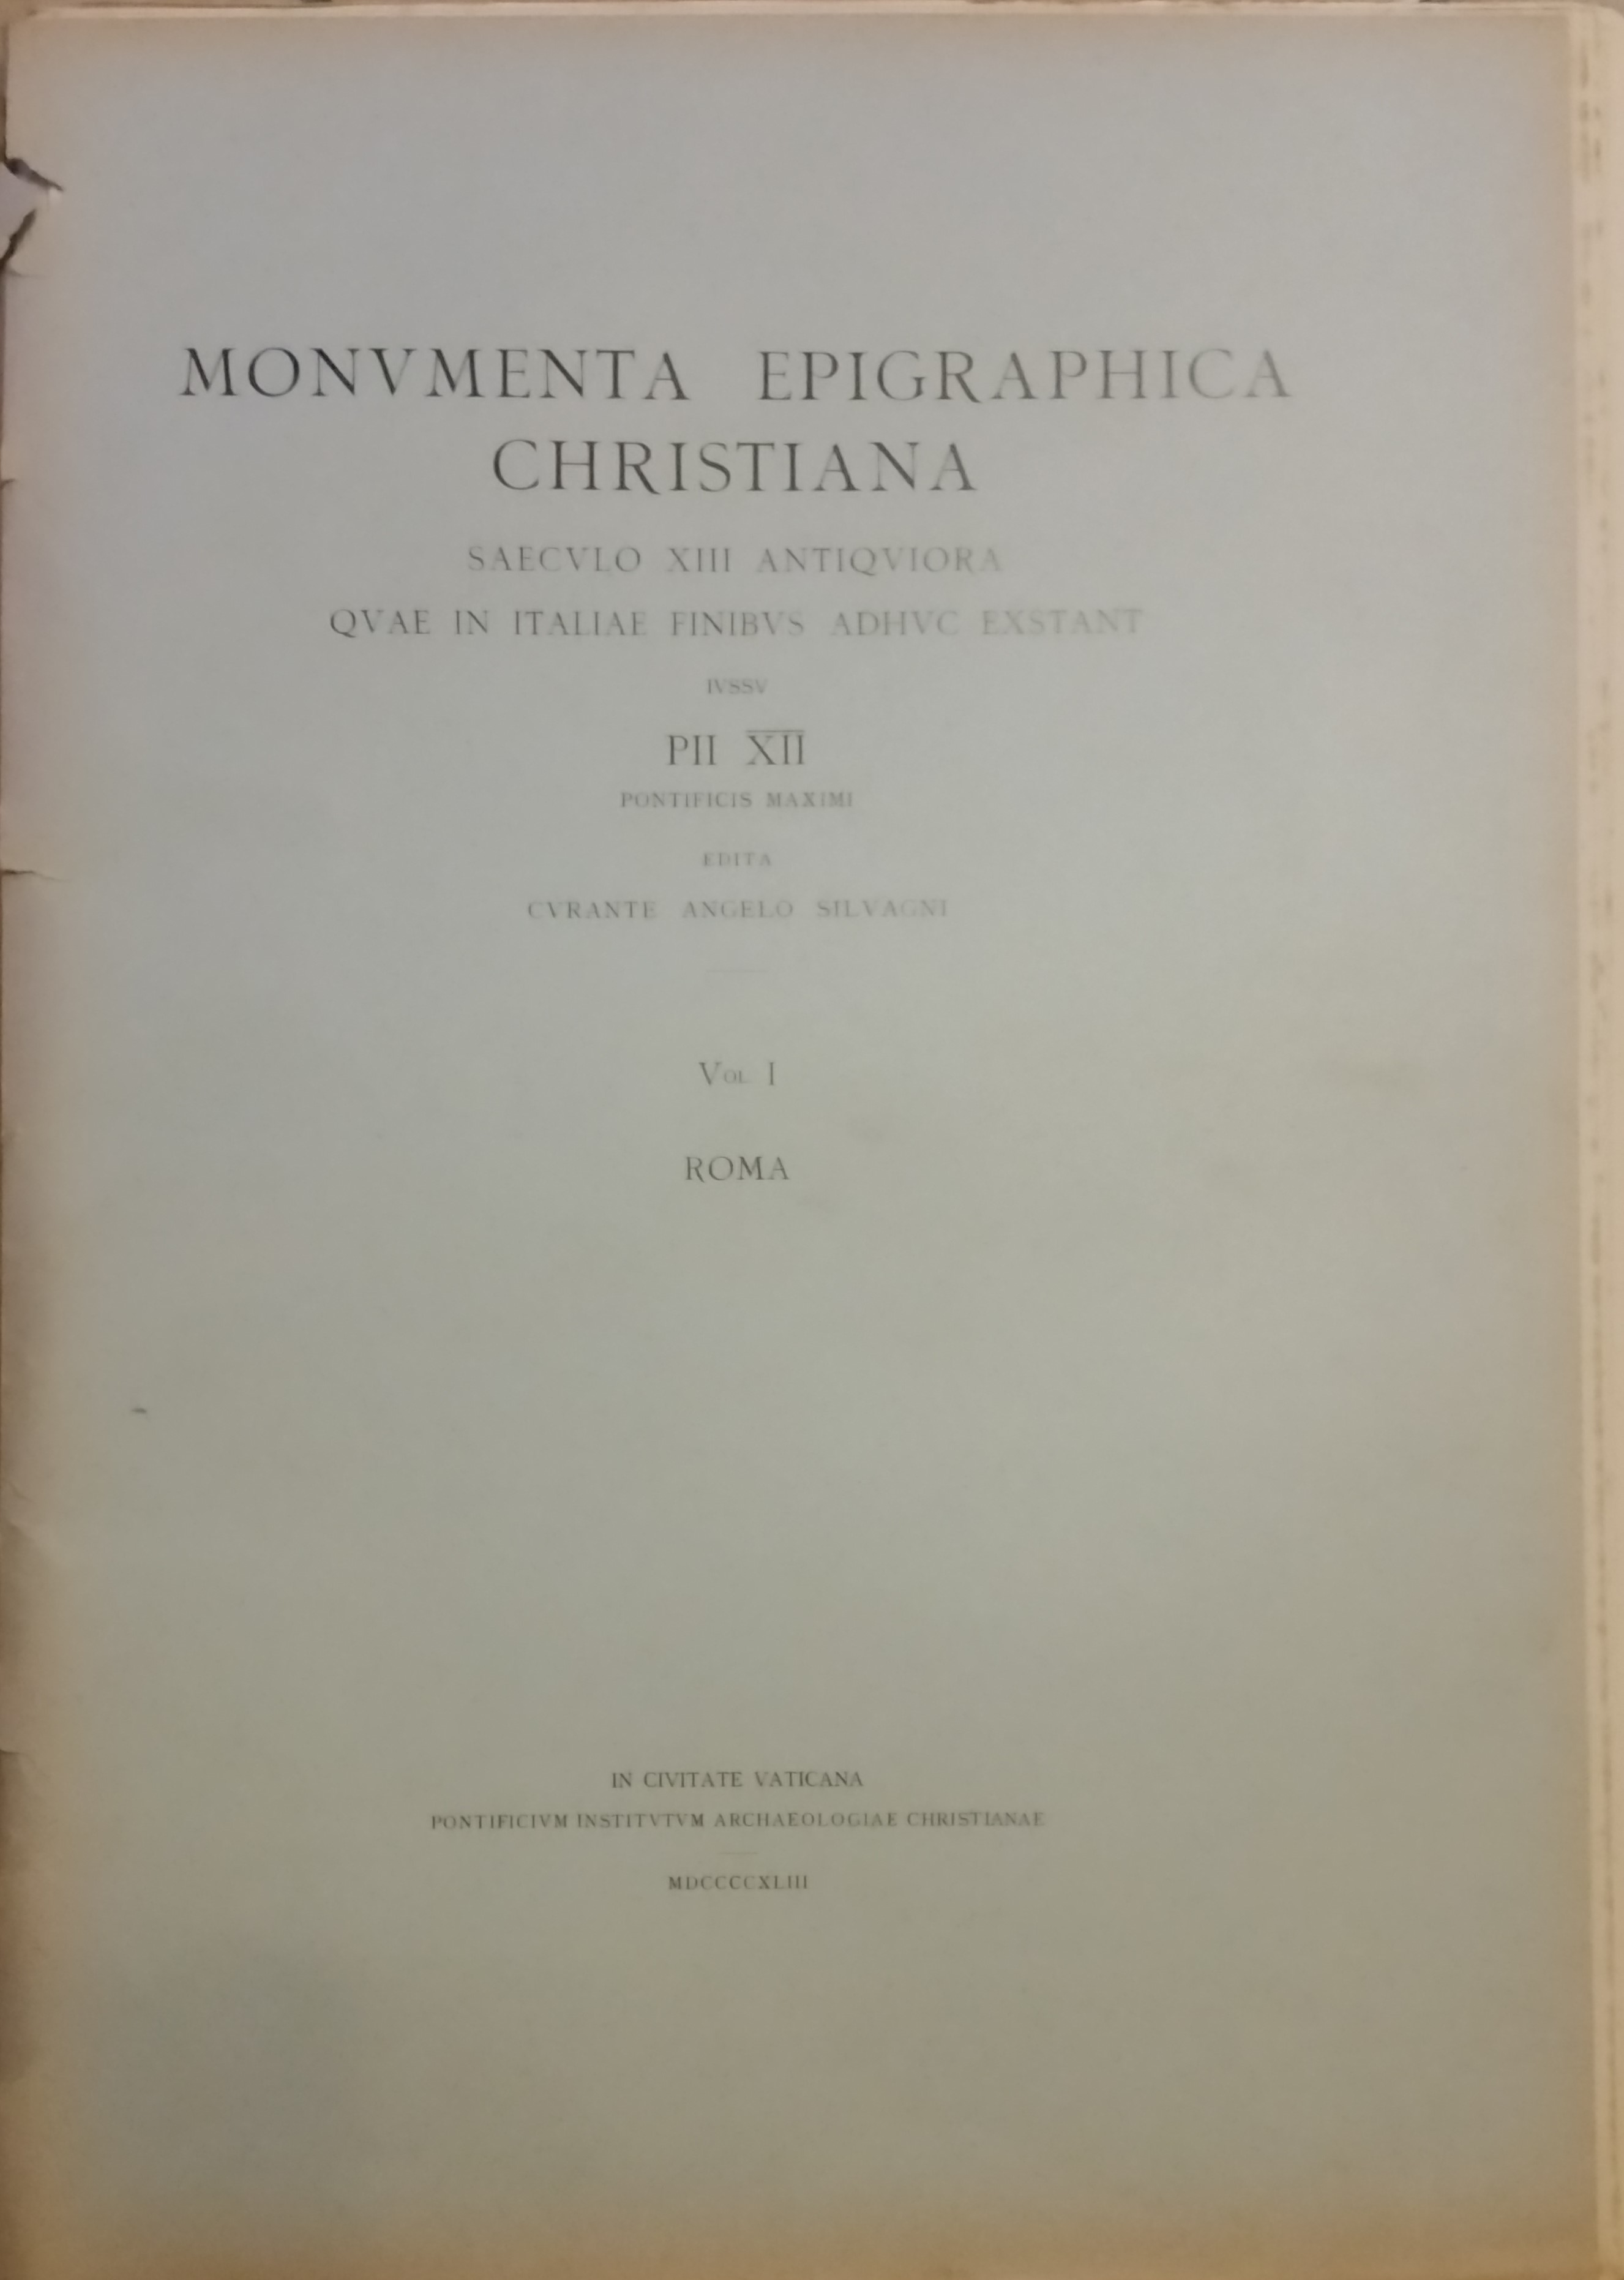 MONVMENTA EPIGRAPHICA
CHRISTIANA
SAECVLO XIII ANTIQVIORA
QVAE IN ITALIAE FINIBVS ADHVC EXSTANT
IVSSV
PII X̅I̅I̅
PONTIFICIS MAXIMI
EDITA
CVRANTE ANGELO SILVAGNI
VOL I
ROMA
IN CIVITATE VATICANA
PONTIFICIVM INSTITVTVM ARCHAEOLOGIAE CHRISTIANAE
MDCCCCXLIII